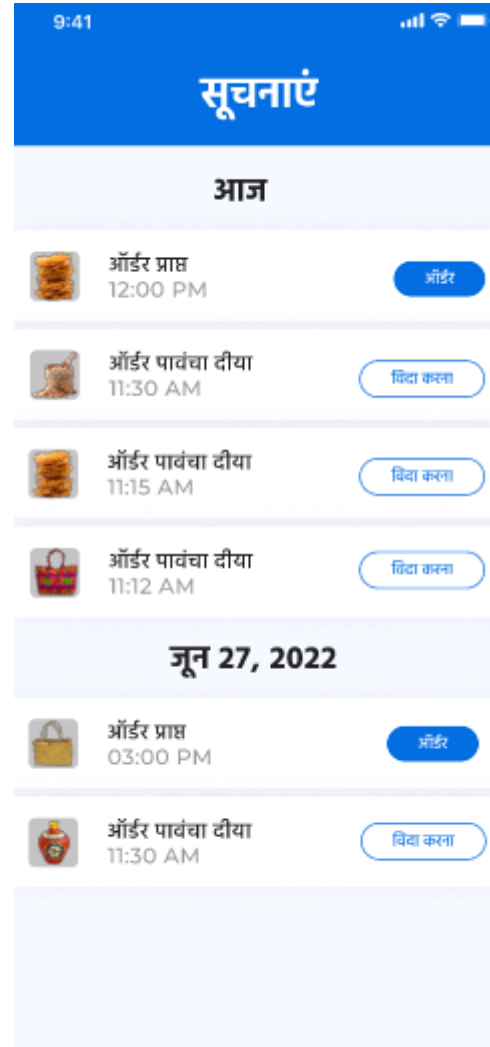 9:41
सूचनाएं
आज
ऑर्डर प्राप्त
12:00 PM
ऑर्डर
ऑर्डर पावंचा दीया
11:30 AM
विदा करना
ऑर्डर पावंचा दीया
11:15 AM
विदा करना
ऑर्डर पावंचा दीया
11:12 AM
विदा करना
जून 27, 2022
ऑर्डर प्राप्त
03:00 PM
ऑर्डर
ऑर्डर पावंचा दीया
11:30 AM
विदा करना